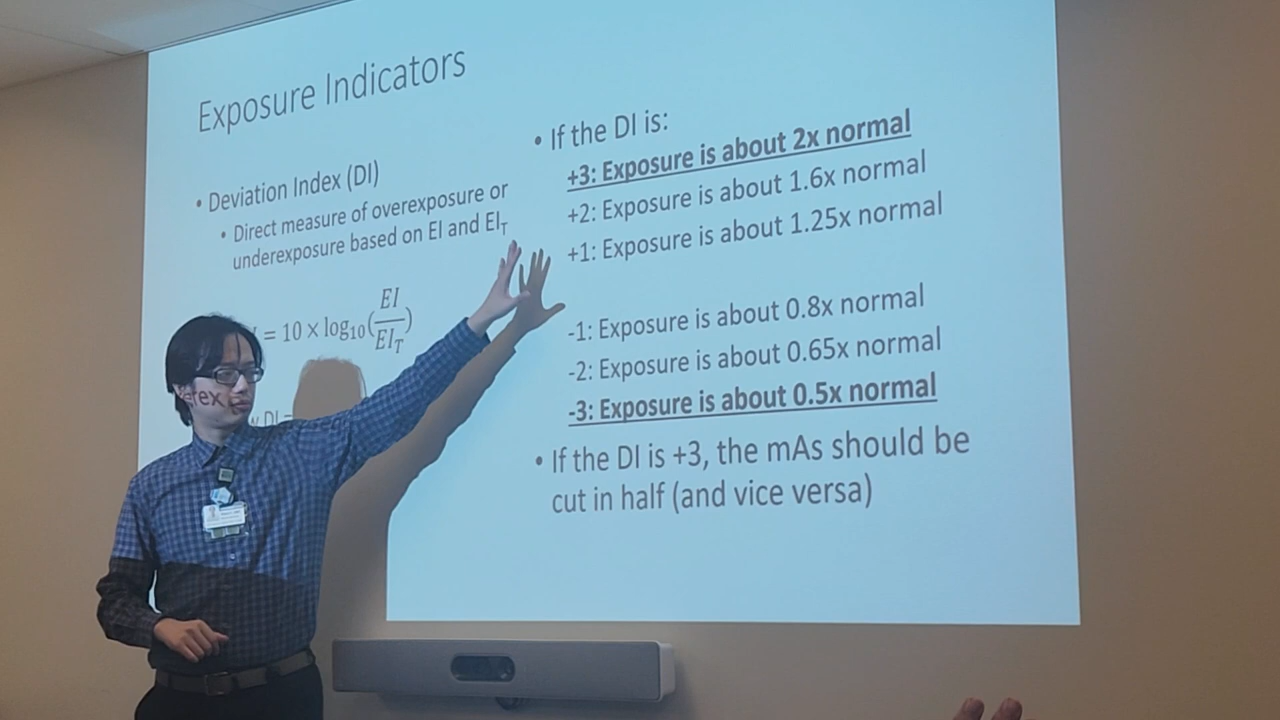 Exposure Indicators
• Deviation Index (DI)
• Direct measure of overexposure or
underexposure based on EI and EI_T
= 10 × log₁₀(EI/EI_T)
DI =
• If the DI is:
+3: Exposure is about 2x normal
+2: Exposure is about 1.6x normal
+1: Exposure is about 1.25x normal
-1: Exposure is about 0.8x normal
-2: Exposure is about 0.65x normal
-3: Exposure is about 0.5x normal
• If the DI is +3, the mAs should be
cut in half (and vice versa)